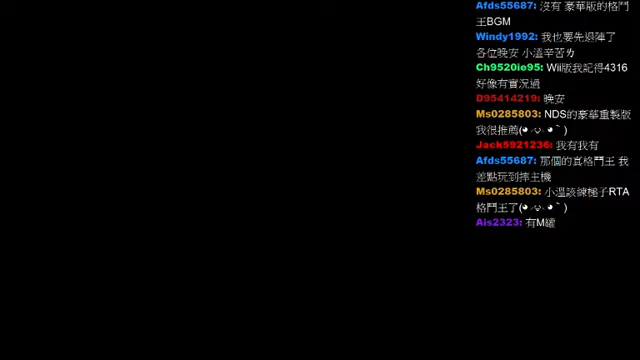 Afds55687: 沒有 豪華版的格鬥
王BGM
Windy1992: 我也要先退陣了
各位晚安 小溫辛苦ㄌ
Ch9520ie95: Wii版我記得4316
好像有實況過
D95414219: 晚安
Ms0285803: NDS的豪華重製版
我很推薦(◕ᴗ◕｀)
Jack5921236: 我有我有
Afds55687: 那個的真格鬥王 我
差點玩到摔主機
Ms0285803: 小溫該練槌子RTA
格鬥王了(◕ᴗ◕｀)
Ais2323: 有M罐